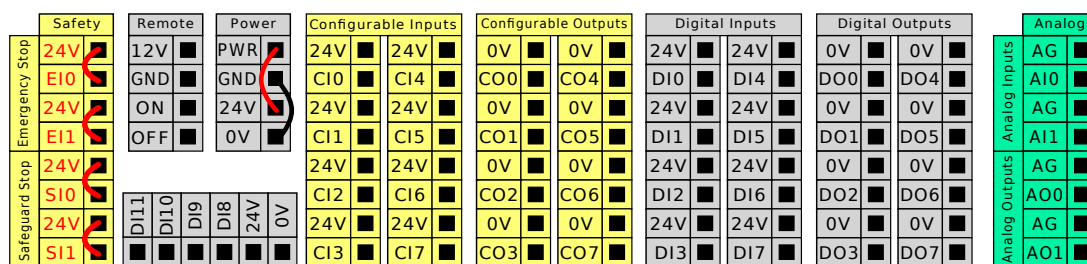 Safety
Emergency Stop
24V
EI0
24V
EI1
Safeguard Stop
24V
SI0
24V
SI1
Remote
12V
GND
ON
OFF
Power
PWR
GND
24V
0V
DI11
DI10
DI9
DI8
24V
0V
Configurable Inputs
24V 24V
CI0 CI4
24V 24V
CI1 CI5
24V 24V
CI2 CI6
24V 24V
CI3 CI7
Configurable Outputs
0V 0V
CO0 CO4
0V 0V
CO1 CO5
0V 0V
CO2 CO6
0V 0V
CO3 CO7
Digital Inputs
24V 24V
DI0 DI4
24V 24V
DI1 DI5
24V 24V
DI2 DI6
24V 24V
DI3 DI7
Digital Outputs
0V 0V
DO0 DO4
0V 0V
DO1 DO5
0V 0V
DO2 DO6
0V 0V
DO3 DO7
Analog
Analog Inputs
AG
AI0
AG
AI1
Analog Outputs
AG
AO0
AG
AO1